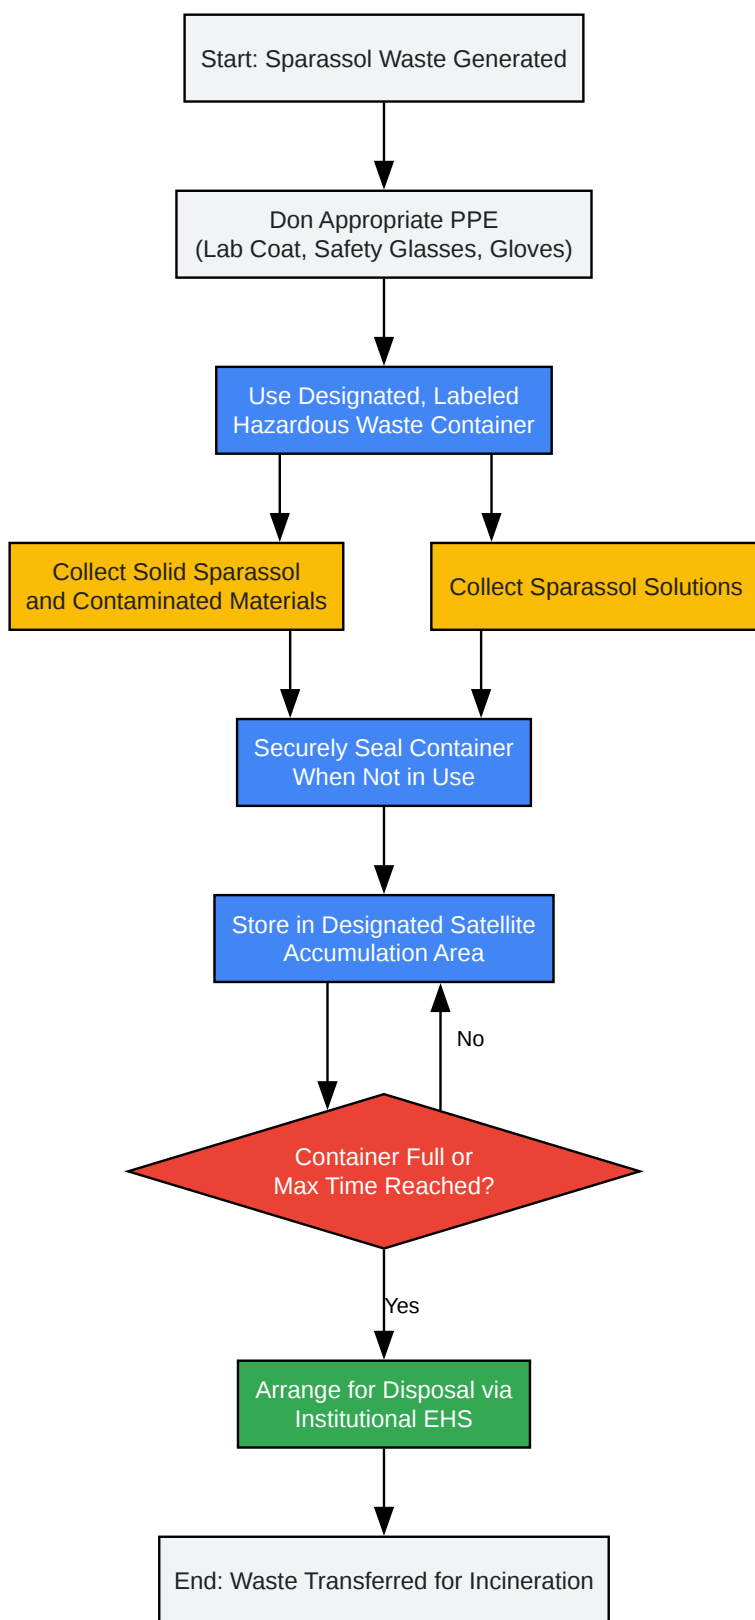 Start: Sparassol Waste Generated
Don Appropriate PPE
(Lab Coat, Safety Glasses, Gloves)
Use Designated, Labeled
Hazardous Waste Container
Collect Solid Sparassol
and Contaminated Materials
Collect Sparassol Solutions
Securely Seal Container
When Not in Use
Store in Designated Satellite
Accumulation Area
No
Container Full or
Max Time Reached?
Yes
Arrange for Disposal via
Institutional EHS
End: Waste Transferred for Incineration